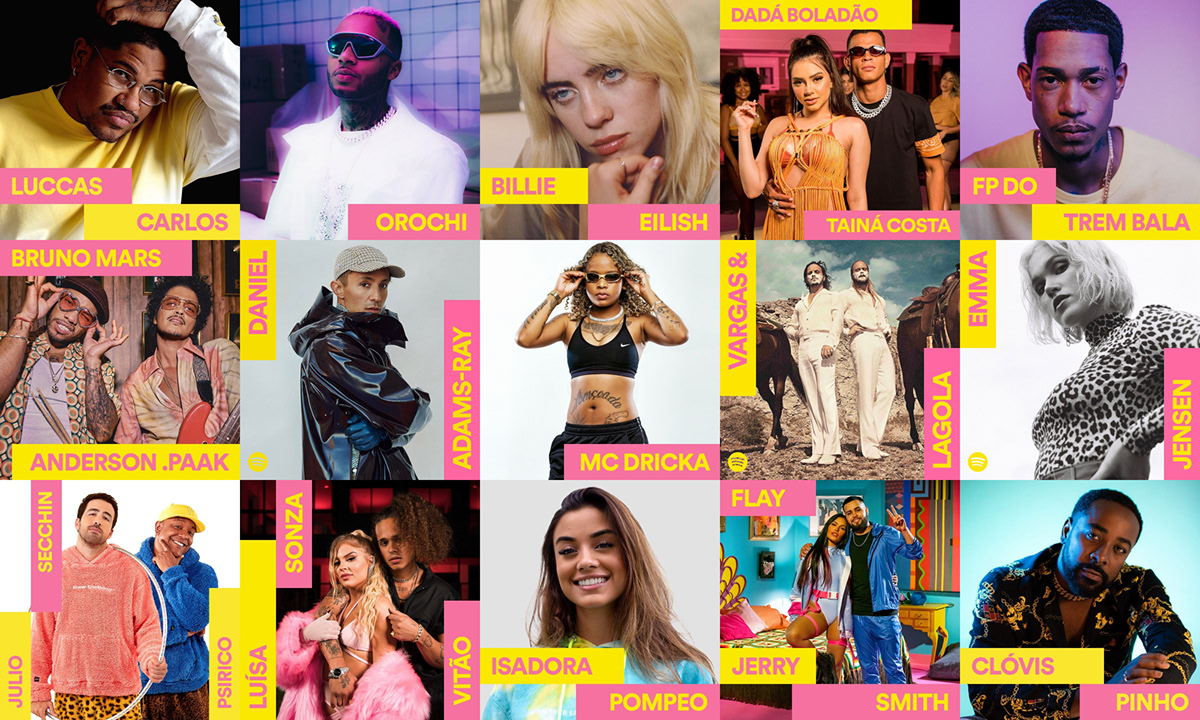 LUCCAS
CARLOS
OROCHI
BILLIE
EILISH
DADÁ BOLADÃO
TAINÁ COSTA
FP DO
TREM BALA
BRUNO MARS
ANDERSON .PAAK
DANIEL
ADAMS-RAY
MC DRICKA
VARGAS &
LAGOLA
EMMA
JENSEN
JULIO
SECCHIN
PSIRICO
LUÍSA
SONZA
VITÃO
ISADORA
POMPEO
FLAY
JERRY
SMITH
CLÓVIS
PINHO